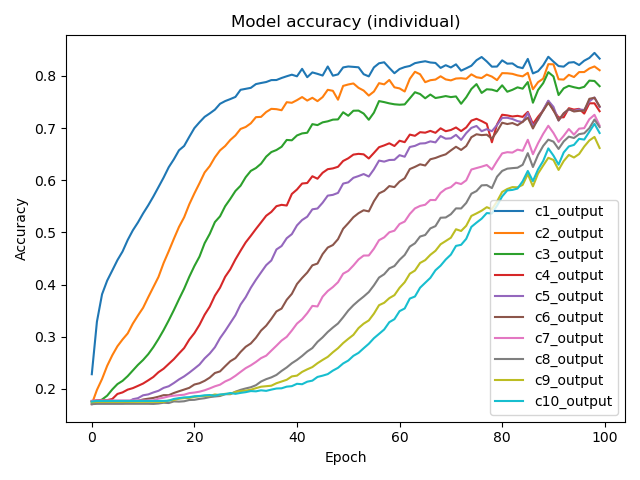 Model accuracy (individual)
Accuracy
0.8
0.7
0.6
0.5
0.4
0.3
0.2
c1_output
c2_output
c3_output
c4_output
c5_output
c6_output
c7_output
c8_output
c9_output
c10_output
0 20 40 60 80 100
Epoch